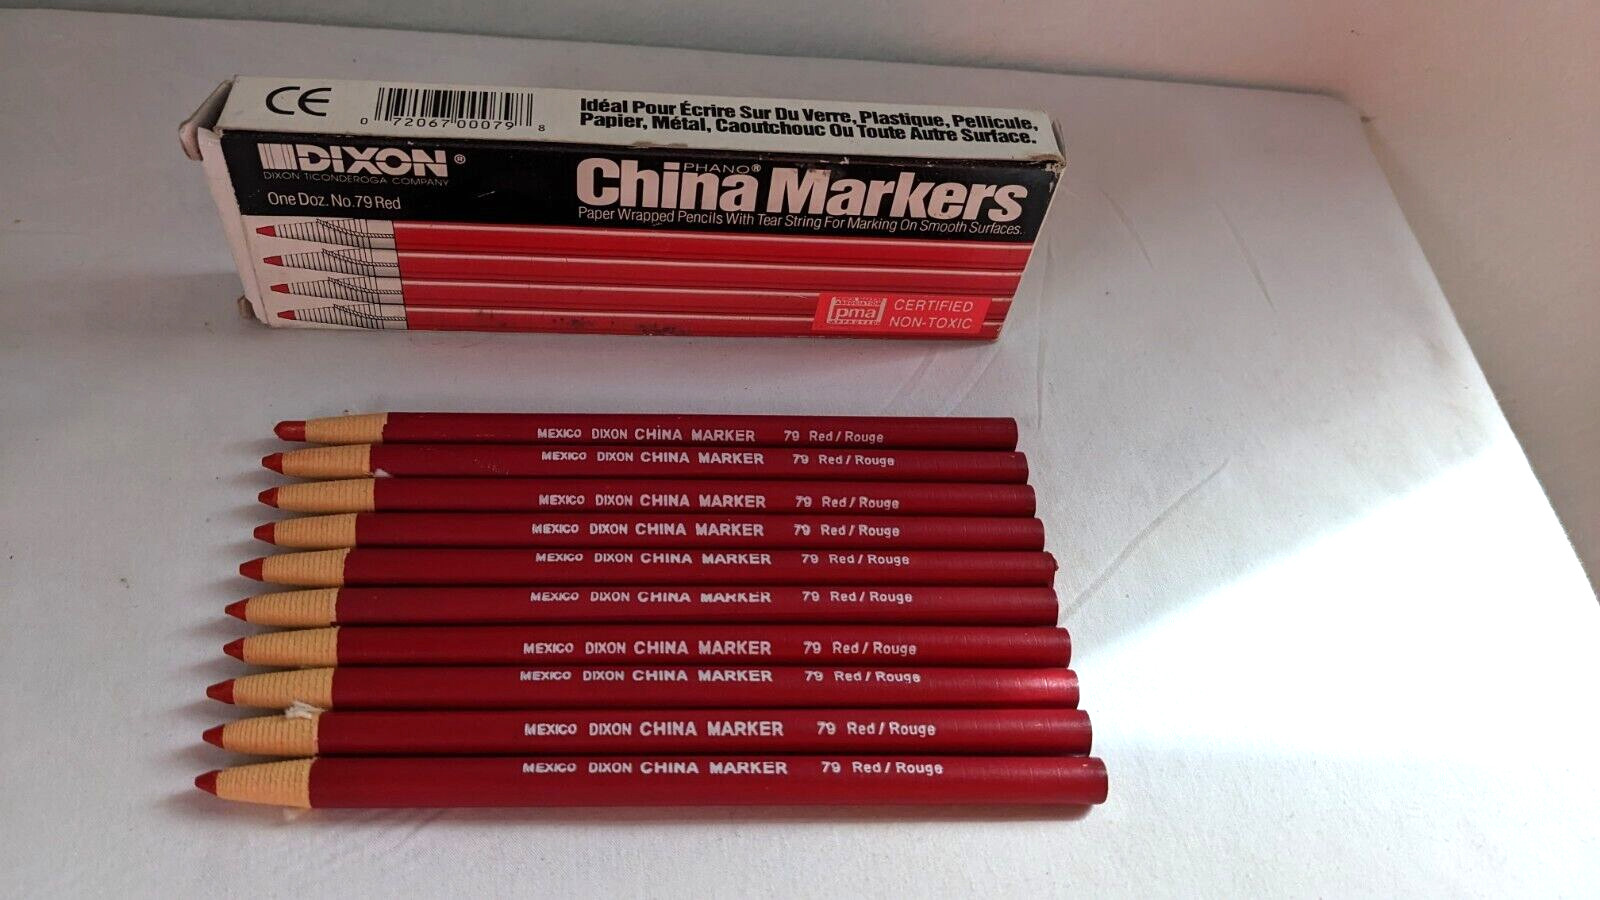 CE
0 72067 00079 8
Idéal Pour Écrire Sur Du Verre, Plastique, Pellicule,
Papier, Métal, Caoutchouc Ou Toute Autre Surface.
DIXON®
DIXON TICONDEROGA COMPANY
One Doz. No.79 Red
PHANO®
China Markers
Paper Wrapped Pencils With Tear String For Marking On Smooth Surfaces.
pma
CERTIFIED
NON-TOXIC
MEXICO DIXON CHINA MARKER 79 Red / Rouge
MEXICO DIXON CHINA MARKER 79 Red / Rouge
MEXICO DIXON CHINA MARKER 79 Red / Rouge
MEXICO DIXON CHINA MARKER 79 Red / Rouge
MEXICO DIXON CHINA MARKER 79 Red / Rouge
MEXICO DIXON CHINA MARKER 79 Red / Rouge
MEXICO DIXON CHINA MARKER 79 Red / Rouge
MEXICO DIXON CHINA MARKER 79 Red / Rouge
MEXICO DIXON CHINA MARKER 79 Red / Rouge
MEXICO DIXON CHINA MARKER 79 Red / Rouge